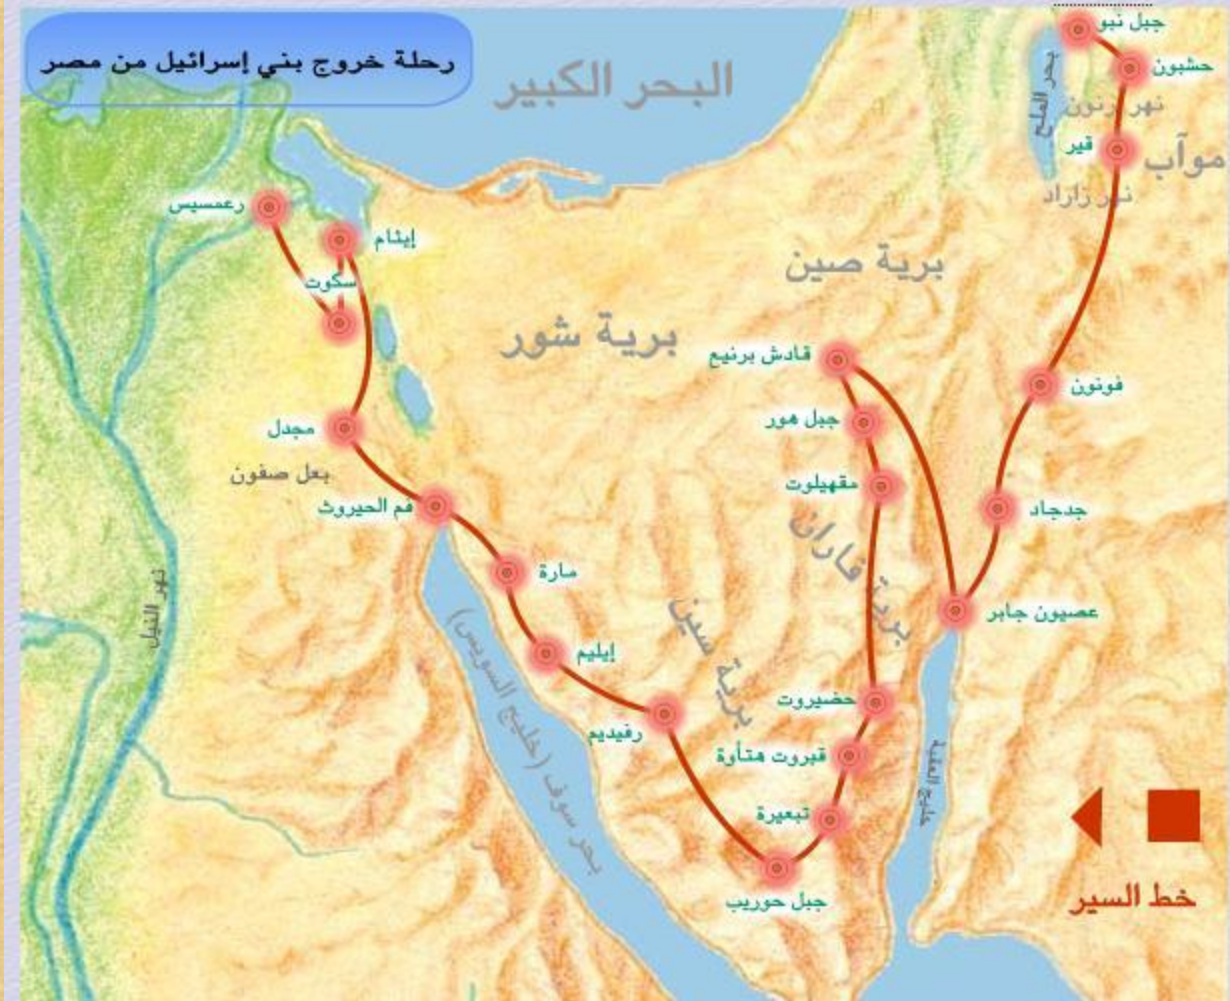 رحلة خروج بني إسرائيل من مصر
البحر الكبير
جبل نبو
حشبون
بحر الملح
نهر رنون
قير
موآب
نهر زاراد
رعمسيس
إيثام
سكوت
برية صين
برية شور
قادش برنيع
فونون
جبل هور
مجدل
بعل صفون
مقهيلوت
فم الحيروث
جدجاد
برية فاران
مارة
عصيون جابر
نهر النيل
إيليم
برية سين
بحر سوف (خليج السويس)
حضيروت
رفيديم
قبروت هتأوة
خليج العقبة
تبعيرة
جبل حوريب
خط السير